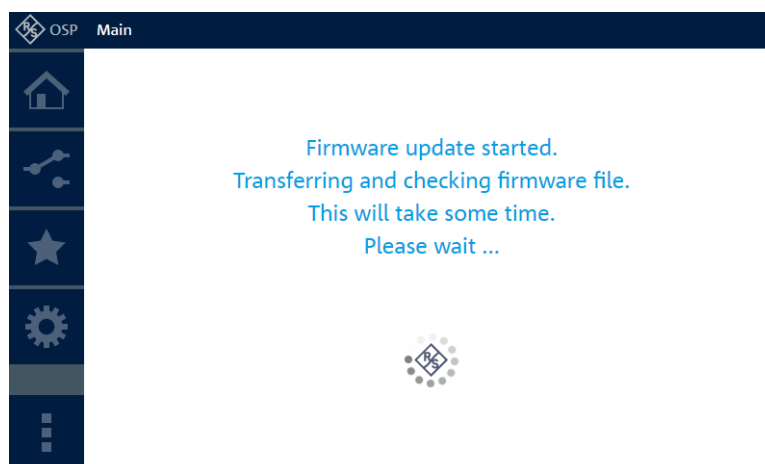 R&S OSP Main
Firmware update started.
Transferring and checking firmware file.
This will take some time.
Please wait ...
R&S